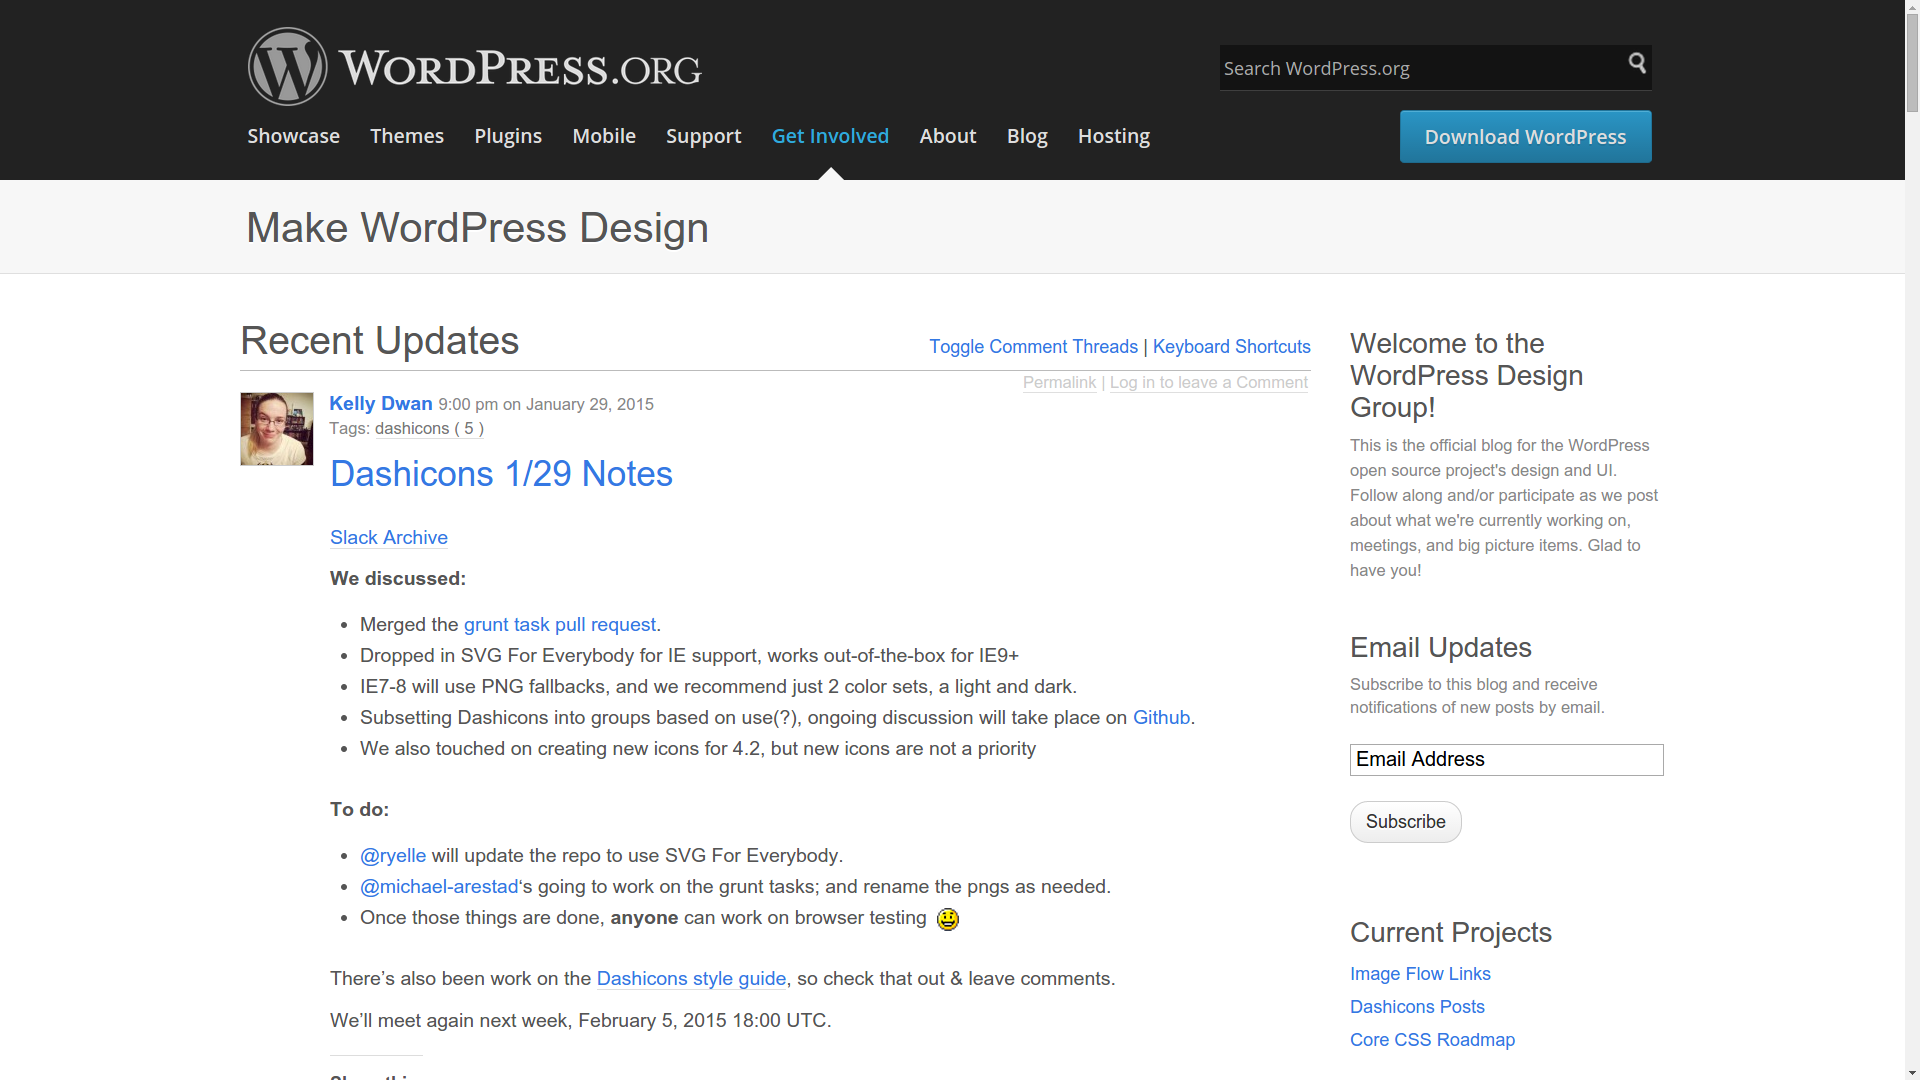 WORDPRESS.ORG
Search WordPress.org
Showcase Themes Plugins Mobile Support Get Involved About Blog Hosting
Download WordPress
Make WordPress Design
Recent Updates
Toggle Comment Threads | Keyboard Shortcuts
Permalink | Log in to leave a Comment
Kelly Dwan 9:00 pm on January 29, 2015
Tags: dashicons ( 5 )
Dashicons 1/29 Notes
Slack Archive
We discussed:
• Merged the grunt task pull request.
• Dropped in SVG For Everybody for IE support, works out-of-the-box for IE9+
• IE7-8 will use PNG fallbacks, and we recommend just 2 color sets, a light and dark.
• Subsetting Dashicons into groups based on use(?), ongoing discussion will take place on Github.
• We also touched on creating new icons for 4.2, but new icons are not a priority
To do:
• @ryelle will update the repo to use SVG For Everybody.
• @michael-arestad‘s going to work on the grunt tasks; and rename the pngs as needed.
• Once those things are done, anyone can work on browser testing
There’s also been work on the Dashicons style guide, so check that out & leave comments.
We’ll meet again next week, February 5, 2015 18:00 UTC.
Welcome to the
WordPress Design
Group!
This is the official blog for the WordPress
open source project's design and UI.
Follow along and/or participate as we post
about what we're currently working on,
meetings, and big picture items. Glad to
have you!
Email Updates
Subscribe to this blog and receive
notifications of new posts by email.
Email Address
Subscribe
Current Projects
Image Flow Links
Dashicons Posts
Core CSS Roadmap